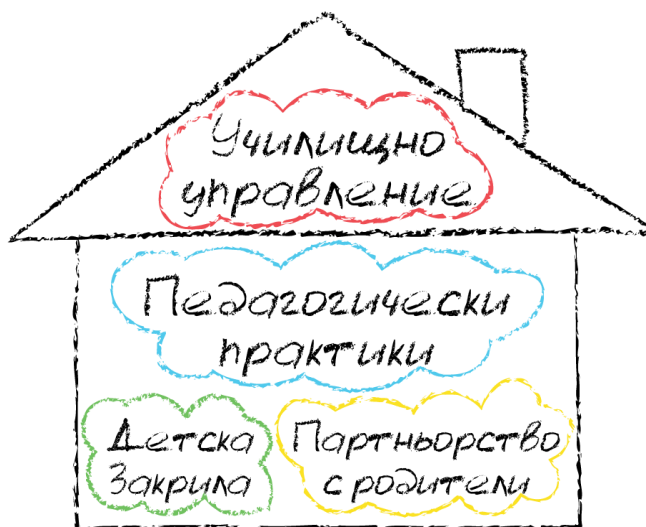 Училищно
управление
Педагогически
практики
Детска
Закрила
Партньорство
с родители